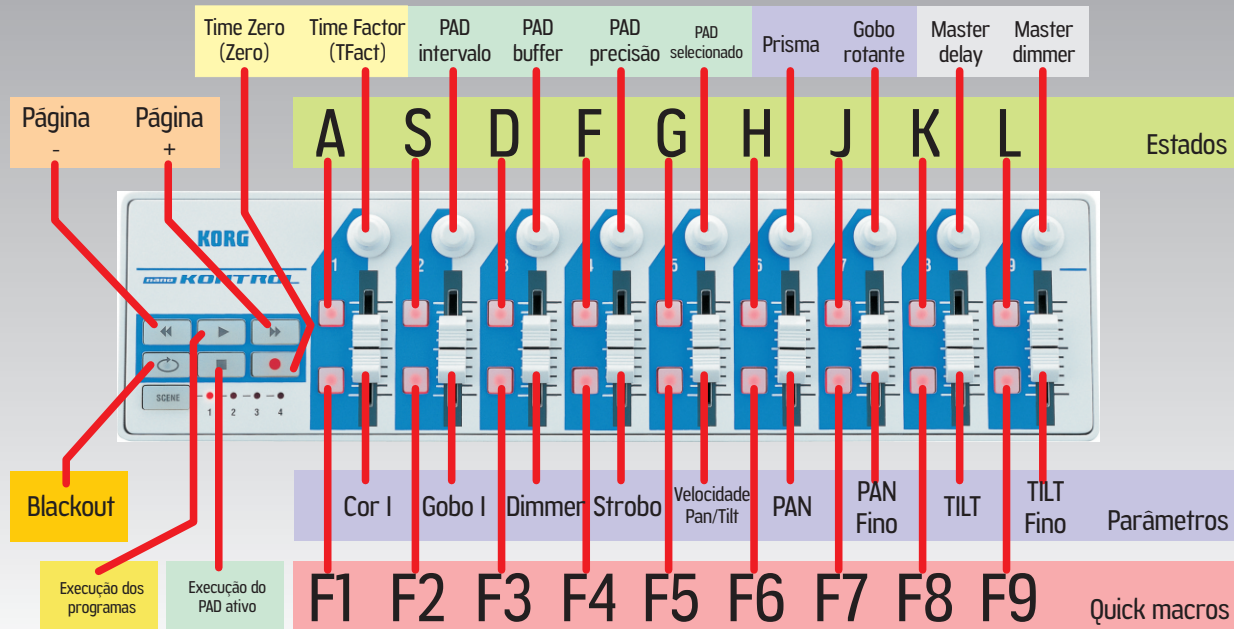 Time Zero
(Zero)
Time Factor
(TFact)
PAD
intervalo
PAD
buffer
PAD
precisão
PAD
selecionado
Prisma
Gobo
rotante
Master
delay
Master
dimmer
Página
-
Página
+
A S D F G H J K L
Estados
KORG
nano KONTROL
1 2 3 4 5 6 7 8 9
SCENE
1 2 3 4
Blackout
Cor I
Gobo I
Dimmer
Strobo
Velocidade
Pan/Tilt
PAN
PAN
Fino
TILT
TILT
Fino
Parâmetros
Execução dos
programas
Execução do
PAD ativo
F1 F2 F3 F4 F5 F6 F7 F8 F9
Quick macros